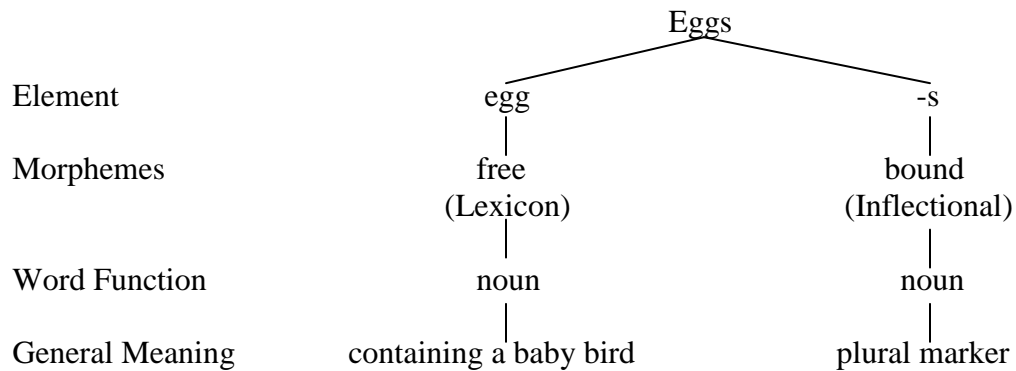 Eggs
Element egg -s
Morphemes free bound
(Lexicon) (Inflectional)
Word Function noun noun
General Meaning containing a baby bird plural marker